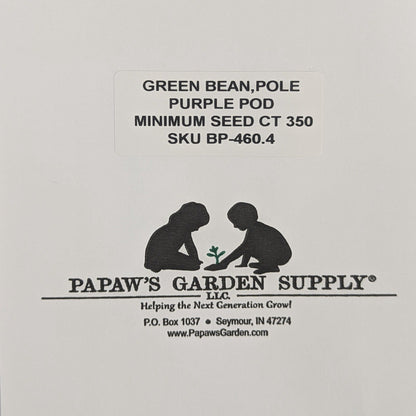 GREEN BEAN,POLE
PURPLE POD
MINIMUM SEED CT 350
SKU BP-460.4
PAPAW'S GARDEN SUPPLY®
LLC.
Helping the Next Generation Grow!
P.O. Box 1037 • Seymour, IN 47274
www.PapawsGarden.com